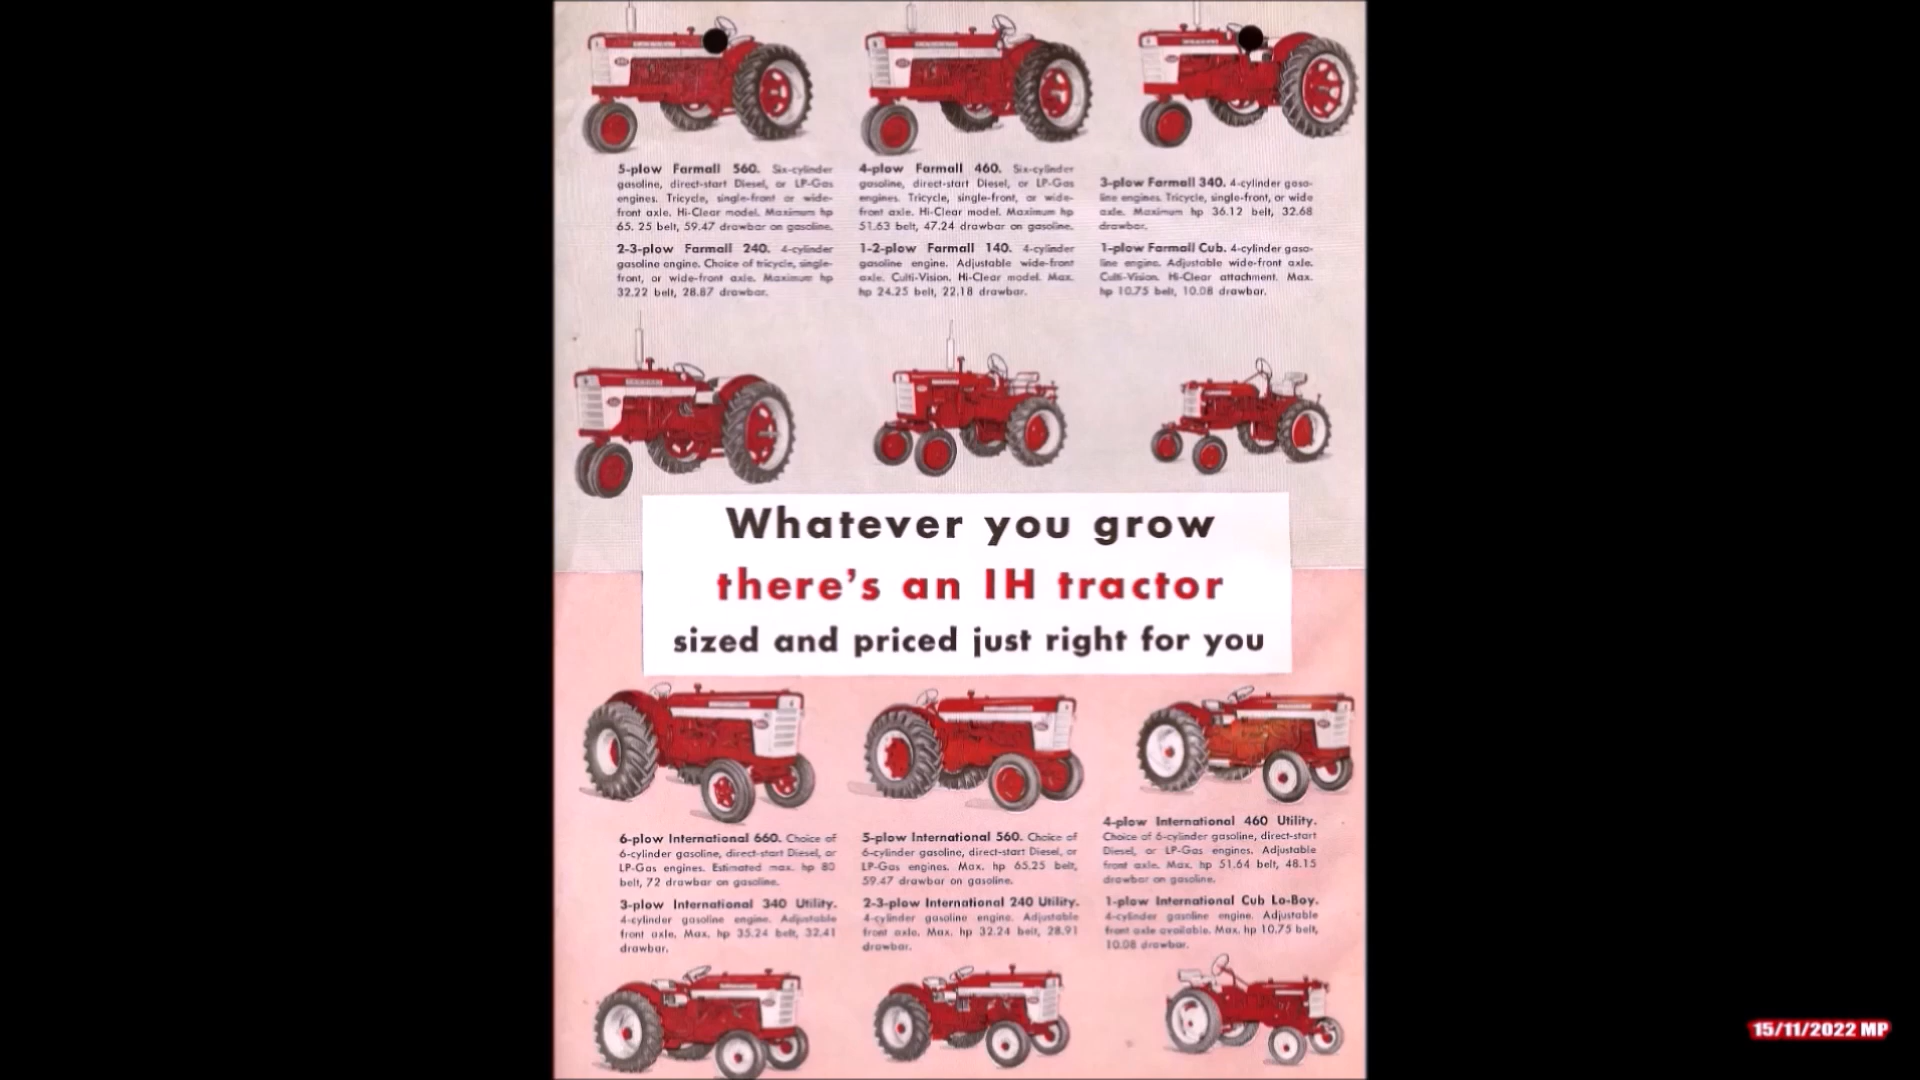 5-plow Farmall 560. Six-cylinder
gasoline, direct-start Diesel, or LP-Gas
engines. Tricycle, single-front or wide-
front axle. Hi-Clear model. Maximum hp
65. 25 belt, 59.47 drawbar on gasoline.
2-3-plow Farmall 240. 4-cylinder
gasoline engine. Choice of tricycle, single-
front, or wide-front axle. Maximum hp
32.22 belt, 28.87 drawbar.
4-plow Farmall 460. Six-cylinder
gasoline, direct-start Diesel, or LP-Gas
engines. Tricycle, single-front, or wide-
front axle. Hi-Clear model. Maximum hp
51.63 belt, 47.24 drawbar on gasoline.
1-2-plow Farmall 140. 4-cylinder
gasoline engine. Adjustable wide-front
axle. Culti-Vision. Hi-Clear model. Max.
hp 24.25 belt, 22.18 drawbar.
3-plow Farmall 340. 4-cylinder gaso-
line engines. Tricycle, single-front, or wide
axle. Maximum hp 36.12 belt, 32.68
drawbar.
1-plow Farmall Cub. 4-cylinder gaso-
line engine. Adjustable wide-front axle.
Culti-Vision. Hi-Clear attachment. Max.
hp 10.75 belt, 10.08 drawbar.
Whatever you grow
there's an IH tractor
sized and priced just right for you
6-plow International 660. Choice of
6-cylinder gasoline, direct-start Diesel, or
LP-Gas engines. Estimated max. hp 80
belt, 72 drawbar on gasoline.
3-plow International 340 Utility.
4-cylinder gasoline engine. Adjustable
front axle. Max. hp 35.24 belt, 32.41
drawbar.
5-plow International 560. Choice of
6-cylinder gasoline, direct-start Diesel, or
LP-Gas engines. Max. hp 65.25 belt,
59.47 drawbar on gasoline.
2-3-plow International 240 Utility.
4-cylinder gasoline engine. Adjustable
front axle. Max. hp 32.24 belt, 28.91
drawbar.
4-plow International 460 Utility.
Choice of 6-cylinder gasoline, direct-start
Diesel, or LP-Gas engines. Adjustable
front axle. Max. hp 51.64 belt, 48.15
drawbar on gasoline.
1-plow International Cub Lo-Boy.
4-cylinder gasoline engine. Adjustable
front axle available. Max. hp 10.75 belt,
10.08 drawbar.
15/11/2022 MP